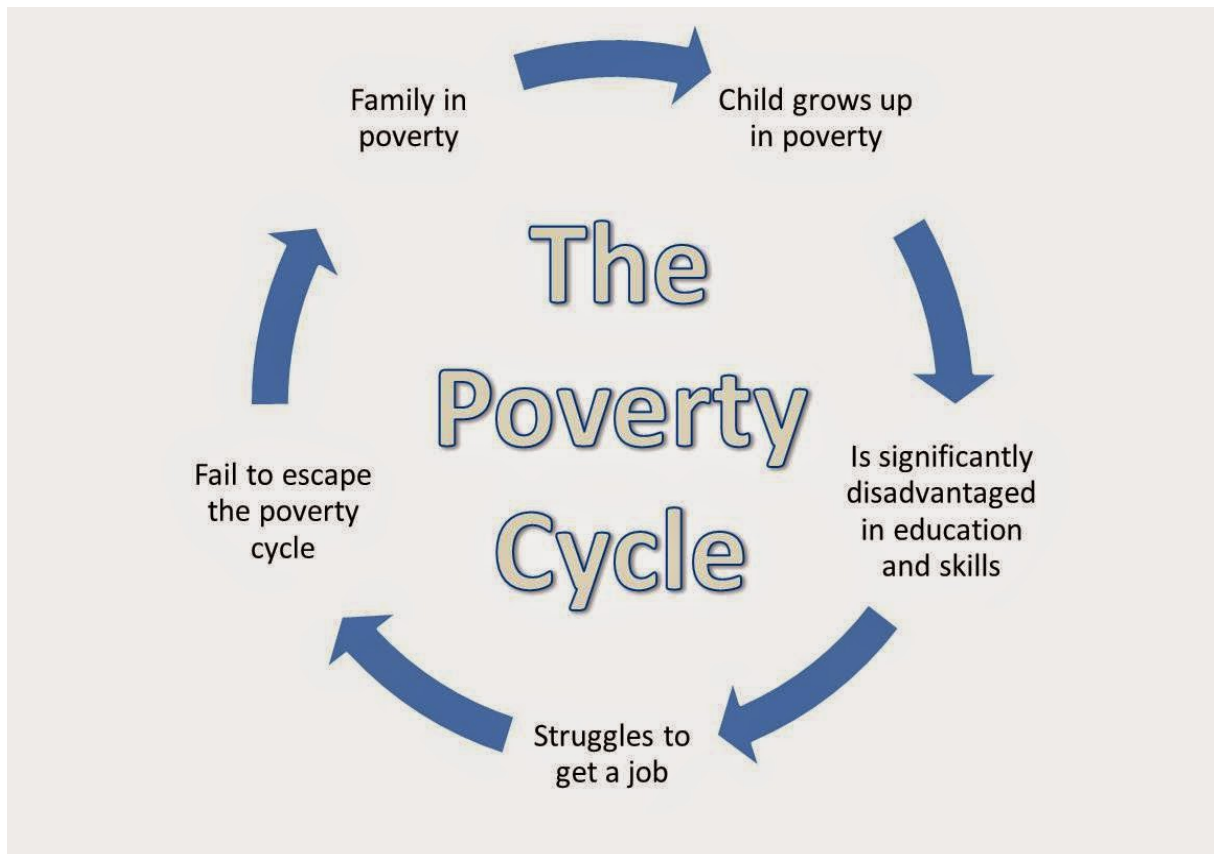 Family in
poverty
Child grows up
in poverty
The
Poverty
Cycle
Is significantly
disadvantaged
in education
and skills
Struggles to
get a job
Fail to escape
the poverty
cycle